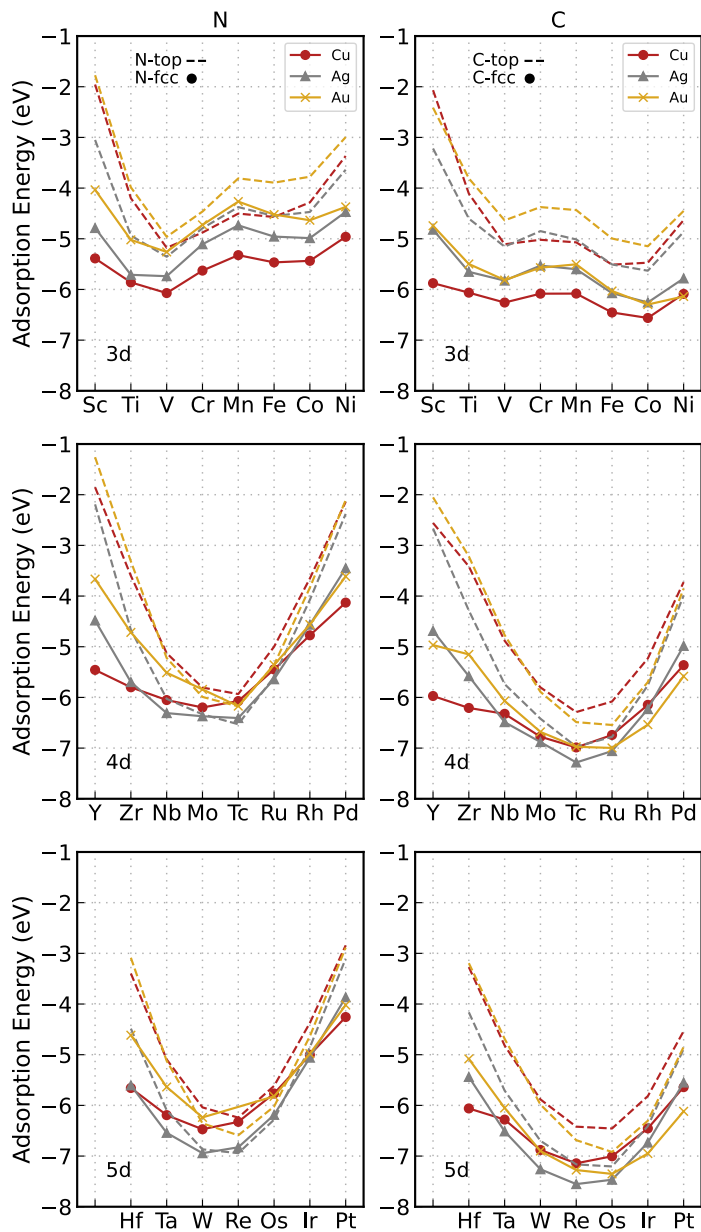 N
C
Adsorption Energy (eV)
−1
−2
−3
−4
−5
−6
−7
−8
N-top
N-fcc
Cu
Ag
Au
3d
Sc Ti V Cr Mn Fe Co Ni
−1
−2
−3
−4
−5
−6
−7
−8
C-top
C-fcc
Cu
Ag
Au
3d
Sc Ti V Cr Mn Fe Co Ni
Adsorption Energy (eV)
−1
−2
−3
−4
−5
−6
−7
−8
4d
Y Zr Nb Mo Tc Ru Rh Pd
−1
−2
−3
−4
−5
−6
−7
−8
4d
Y Zr Nb Mo Tc Ru Rh Pd
Adsorption Energy (eV)
−1
−2
−3
−4
−5
−6
−7
−8
5d
Hf Ta W Re Os Ir Pt
−1
−2
−3
−4
−5
−6
−7
−8
5d
Hf Ta W Re Os Ir Pt